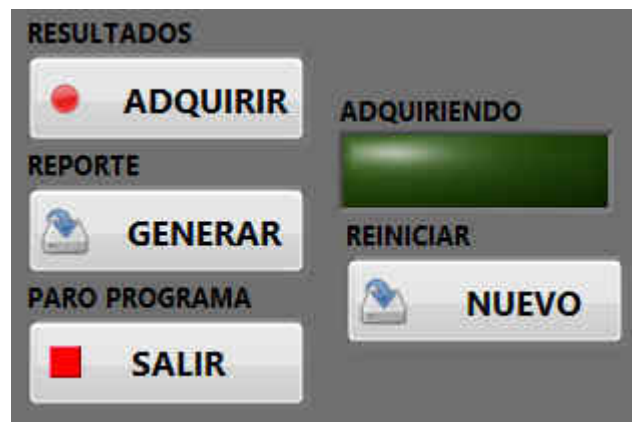 RESULTADOS
ADQUIRIR
REPORTE
GENERAR
PARO PROGRAMA
SALIR
ADQUIRIENDO
REINICIAR
NUEVO